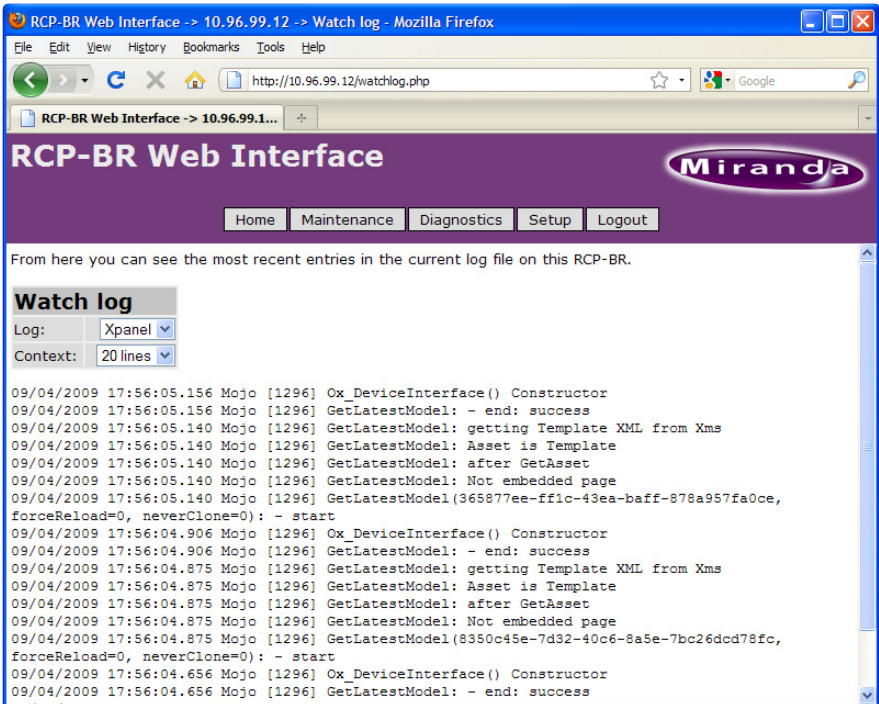 RCP-BR Web Interface -> 10.96.99.12 -> Watch log - Mozilla Firefox
File Edit View History Bookmarks Tools Help
http://10.96.99.12/watchlog.php Google
RCP-BR Web Interface -> 10.96.99.1...
RCP-BR Web Interface
Miranda
Home Maintenance Diagnostics Setup Logout
From here you can see the most recent entries in the current log file on this RCP-BR.
Watch log
Log: Xpanel
Context: 20 lines
09/04/2009 17:56:05.156 Mojo [1296] Ox_DeviceInterface() Constructor
09/04/2009 17:56:05.156 Mojo [1296] GetLatestModel: - end: success
09/04/2009 17:56:05.140 Mojo [1296] GetLatestModel: getting Template XML from Xms
09/04/2009 17:56:05.140 Mojo [1296] GetLatestModel: Asset is Template
09/04/2009 17:56:05.140 Mojo [1296] GetLatestModel: after GetAsset
09/04/2009 17:56:05.140 Mojo [1296] GetLatestModel: Not embedded page
09/04/2009 17:56:05.140 Mojo [1296] GetLatestModel(365877ee-ff1c-43ea-baff-878a957fa0ce,
forceReload=0, neverClone=0): - start
09/04/2009 17:56:04.906 Mojo [1296] Ox_DeviceInterface() Constructor
09/04/2009 17:56:04.906 Mojo [1296] GetLatestModel: - end: success
09/04/2009 17:56:04.875 Mojo [1296] GetLatestModel: getting Template XML from Xms
09/04/2009 17:56:04.875 Mojo [1296] GetLatestModel: Asset is Template
09/04/2009 17:56:04.875 Mojo [1296] GetLatestModel: after GetAsset
09/04/2009 17:56:04.875 Mojo [1296] GetLatestModel: Not embedded page
09/04/2009 17:56:04.875 Mojo [1296] GetLatestModel(8350c45e-7d32-40c6-8a5e-7bc26dcd78fc,
forceReload=0, neverClone=0): - start
09/04/2009 17:56:04.656 Mojo [1296] Ox_DeviceInterface() Constructor
09/04/2009 17:56:04.656 Mojo [1296] GetLatestModel: - end: success